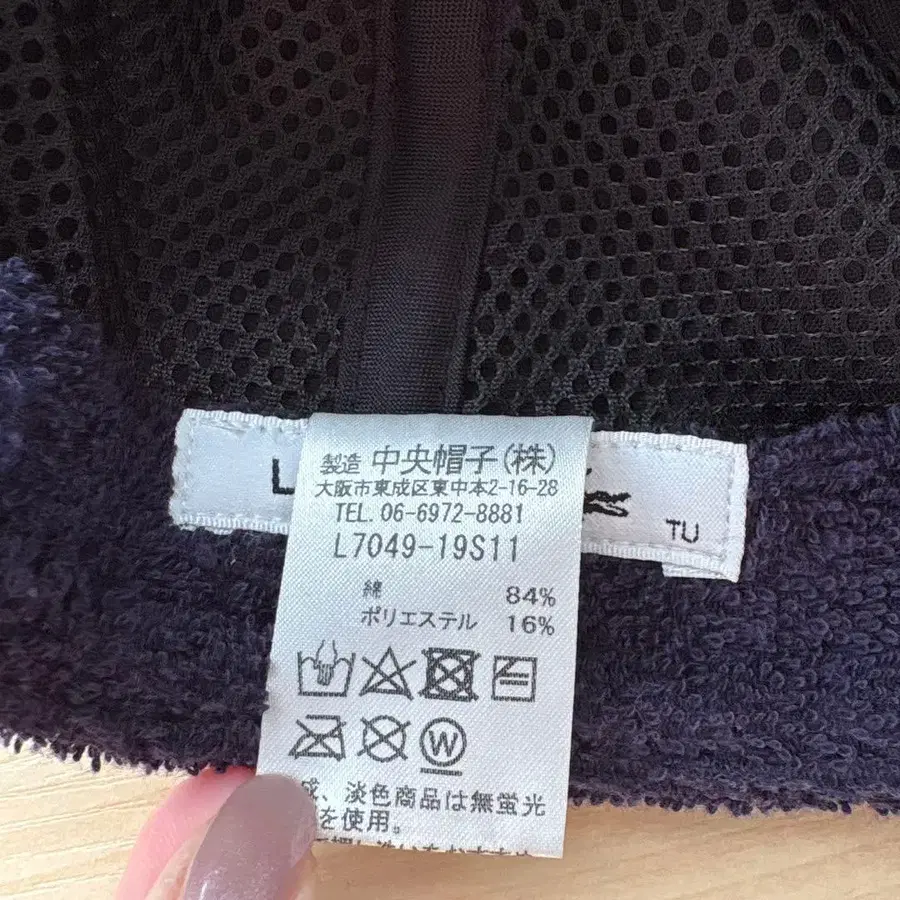 製造 中央帽子(株)
大阪市東成区東中本2-16-28
TEL. 06-6972-8881
L7049-19S11
綿 84%
ポリエステル 16%
W
感、淡色商品は無蛍光
を使用。
L
TU